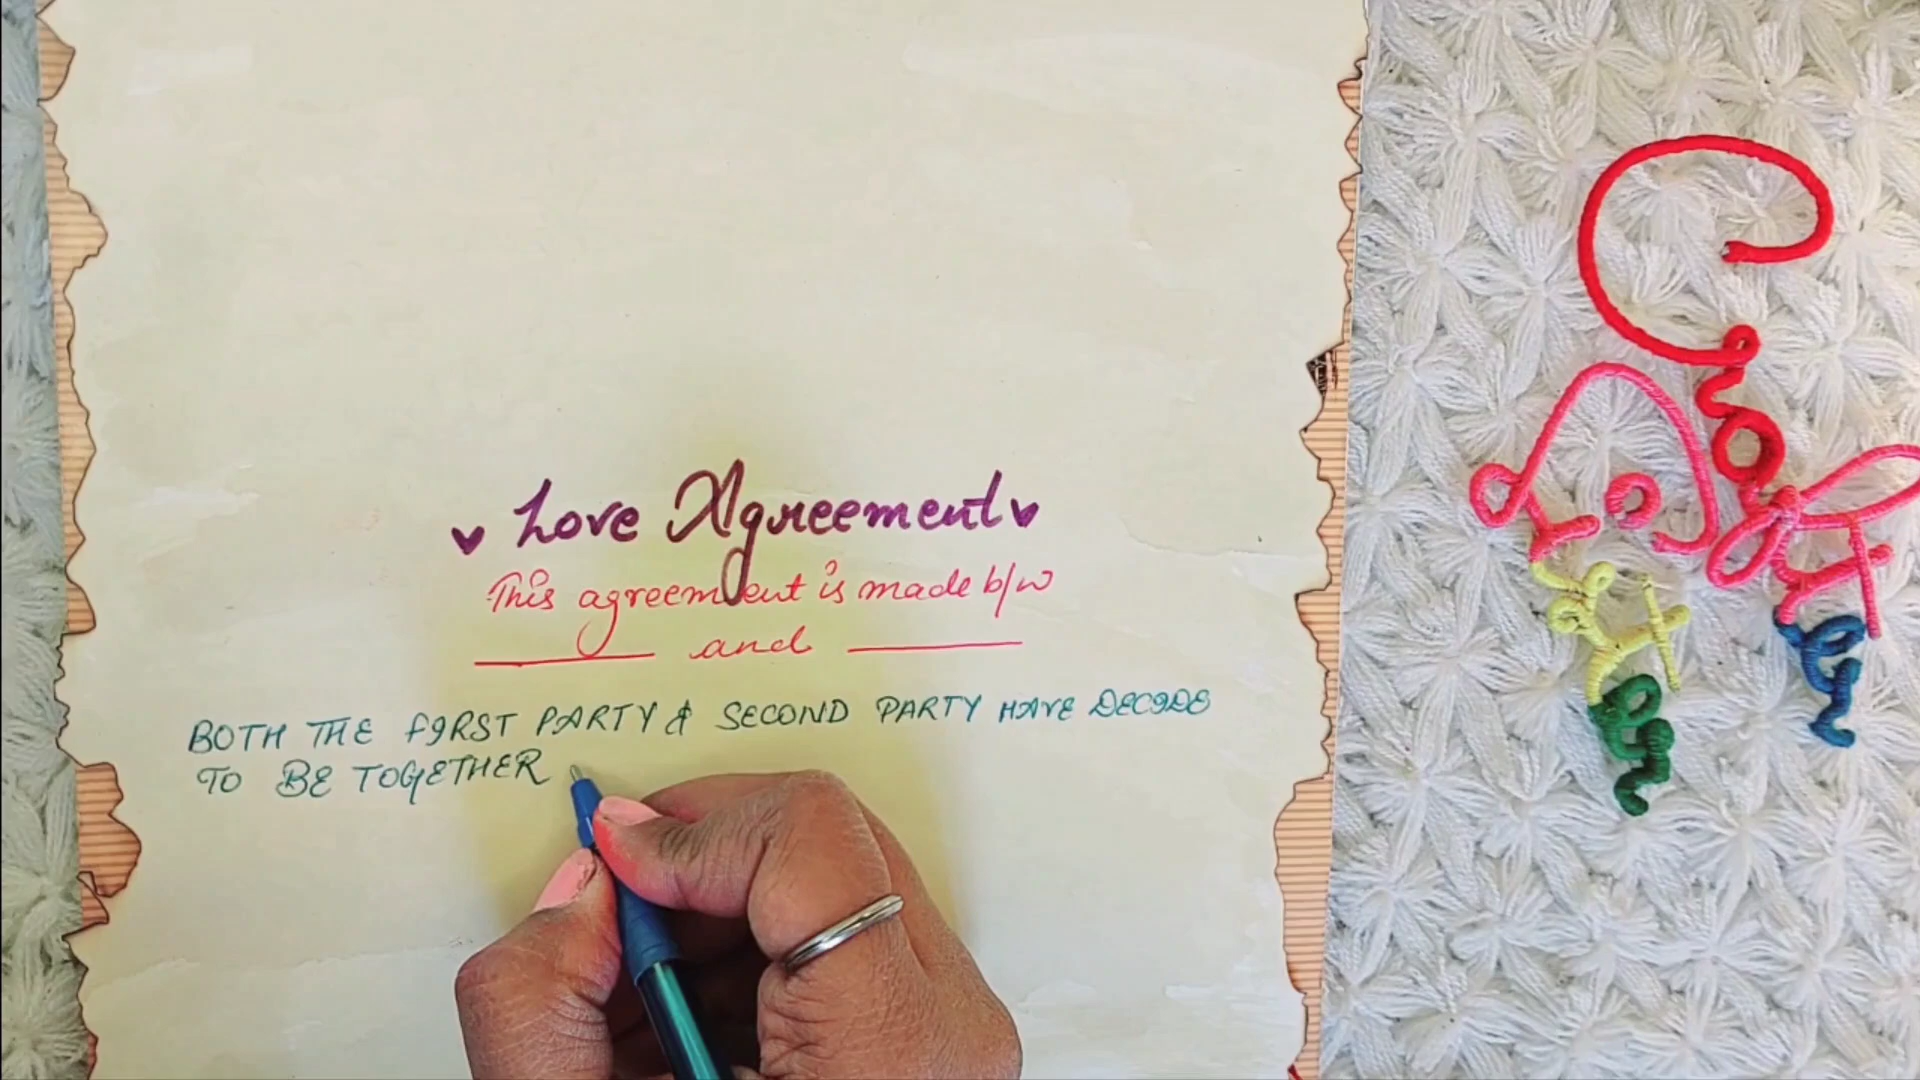 Love Agreement
This agreement is made b/w
and
BOTH THE FIRST PARTY & SECOND PARTY HAVE DECIDE
TO BE TOGETHER